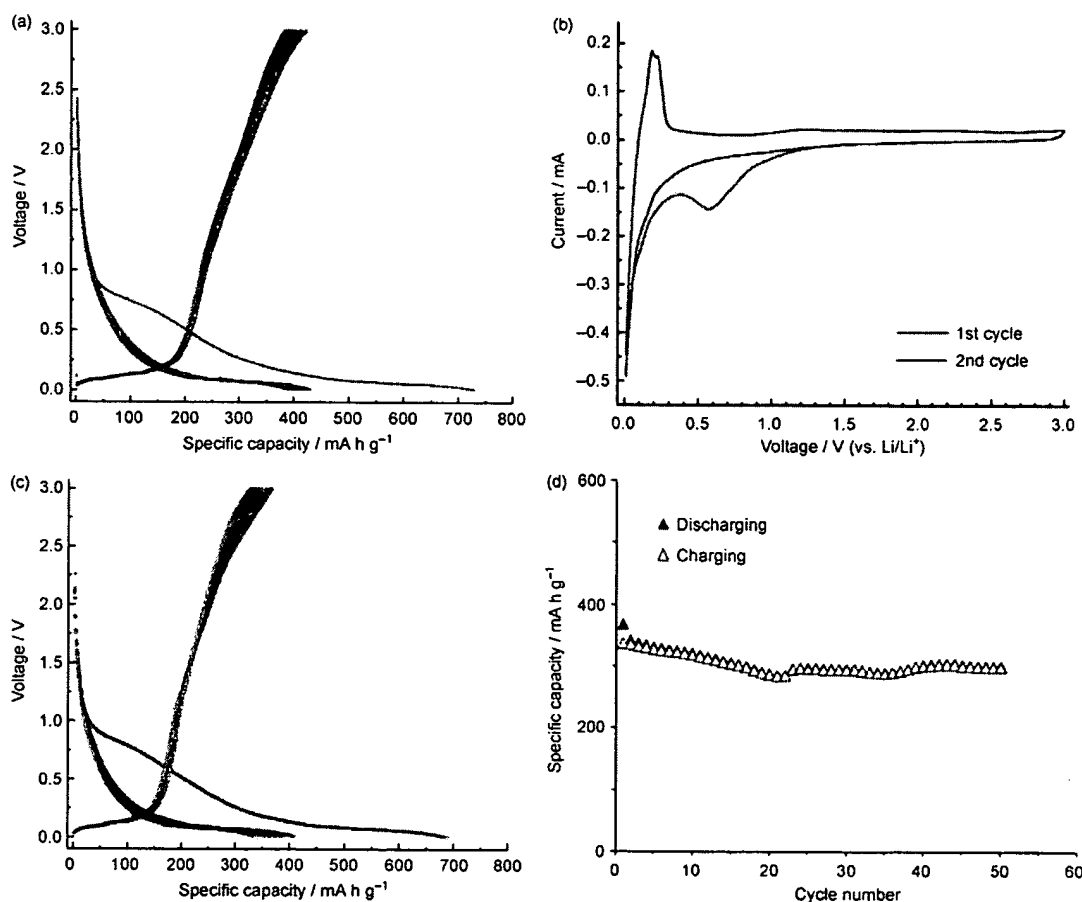 (a)
3.0
2.5
2.0
1.5
1.0
0.5
0.0
Voltage / V
0 100 200 300 400 500 600 700 800
Specific capacity / mA h g⁻¹
(b)
0.2
0.1
0.0
–0.1
–0.2
–0.3
–0.4
–0.5
Current / mA
1st cycle
2nd cycle
0.0 0.5 1.0 1.5 2.0 2.5 3.0
Voltage / V (vs. Li/Li⁺)
(c)
3.0
2.5
2.0
1.5
1.0
0.5
0.0
Voltage / V
0 100 200 300 400 500 600 700 800
Specific capacity / mA h g⁻¹
(d)
600
400
200
0
Specific capacity / mA h g⁻¹
Discharging
Charging
0 10 20 30 40 50 60
Cycle number